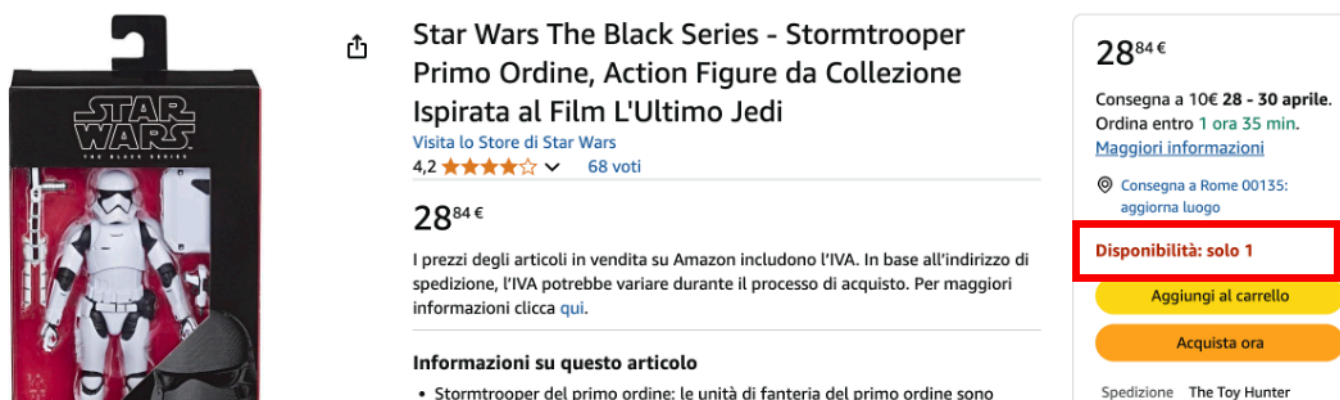 STAR
WARS
THE BLACK SERIES
Star Wars The Black Series - Stormtrooper
Primo Ordine, Action Figure da Collezione
Ispirata al Film L'Ultimo Jedi
Visita lo Store di Star Wars
4,2 68 voti
2884 €
I prezzi degli articoli in vendita su Amazon includono l'IVA. In base all'indirizzo di
spedizione, l'IVA potrebbe variare durante il processo di acquisto. Per maggiori
informazioni clicca qui.
Informazioni su questo articolo
• Stormtrooper del primo ordine: le unità di fanteria del primo ordine sono
2884 €
Consegna a 10€ 28 - 30 aprile.
Ordina entro 1 ora 35 min.
Maggiori informazioni
Consegna a Rome 00135:
aggiorna luogo
Disponibilità: solo 1
Aggiungi al carrello
Acquista ora
Spedizione The Toy Hunter